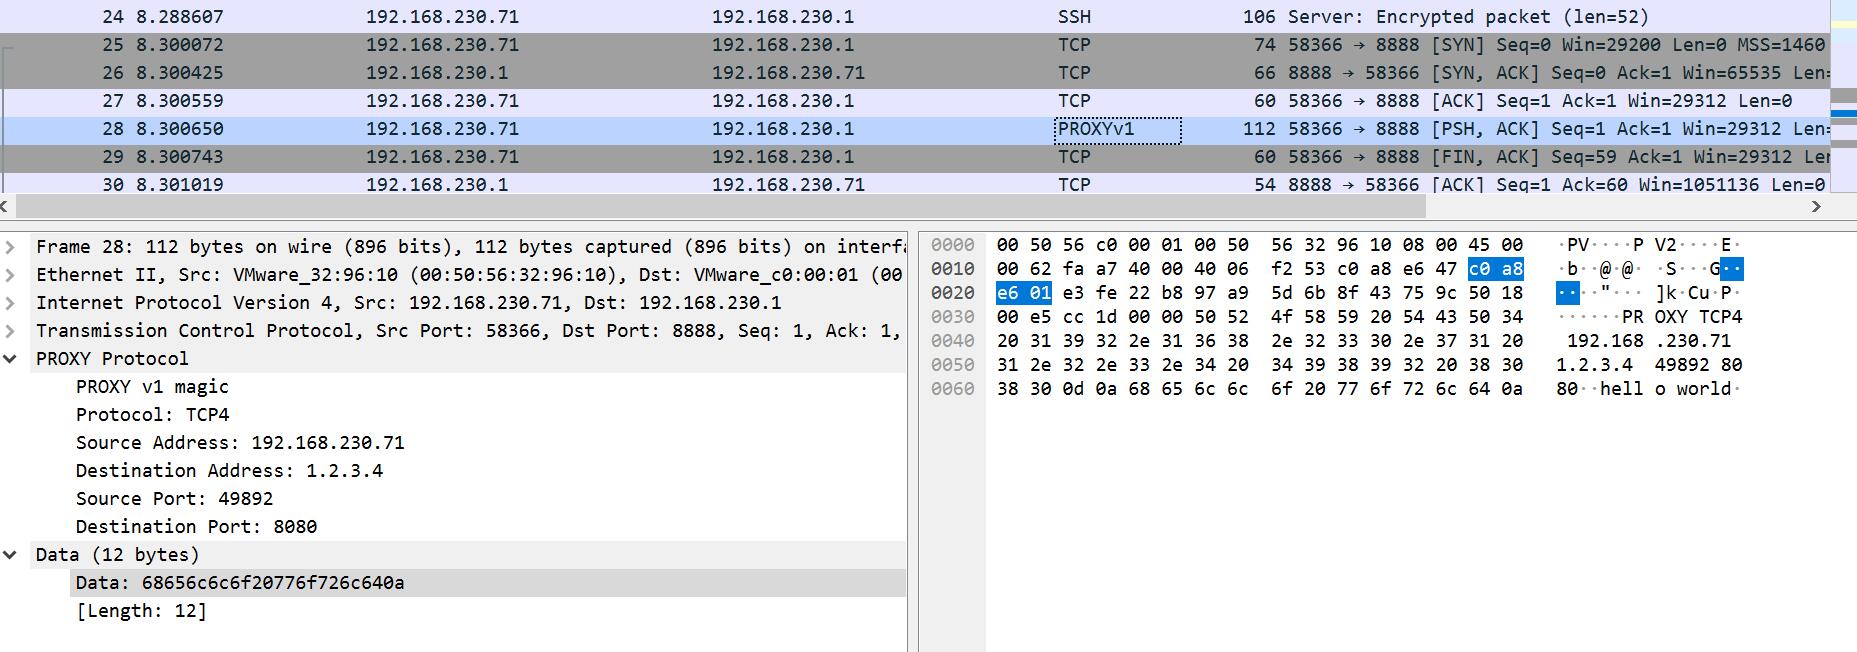 24 8.288607 192.168.230.71 192.168.230.1 SSH 106 Server: Encrypted packet (len=52)
25 8.300072 192.168.230.71 192.168.230.1 TCP 74 58366 → 8888 [SYN] Seq=0 Win=29200 Len=0 MSS=1460
26 8.300425 192.168.230.1 192.168.230.71 TCP 66 8888 → 58366 [SYN, ACK] Seq=0 Ack=1 Win=65535 Len=
27 8.300559 192.168.230.71 192.168.230.1 TCP 60 58366 → 8888 [ACK] Seq=1 Ack=1 Win=29312 Len=0
28 8.300650 192.168.230.71 192.168.230.1 PROXYv1 112 58366 → 8888 [PSH, ACK] Seq=1 Ack=1 Win=29312 Len=
29 8.300743 192.168.230.71 192.168.230.1 TCP 60 58366 → 8888 [FIN, ACK] Seq=59 Ack=1 Win=29312 Len
30 8.301019 192.168.230.1 192.168.230.71 TCP 54 8888 → 58366 [ACK] Seq=1 Ack=60 Win=1051136 Len=0
Frame 28: 112 bytes on wire (896 bits), 112 bytes captured (896 bits) on interfa
Ethernet II, Src: VMware_32:96:10 (00:50:56:32:96:10), Dst: VMware_c0:00:01 (00
Internet Protocol Version 4, Src: 192.168.230.71, Dst: 192.168.230.1
Transmission Control Protocol, Src Port: 58366, Dst Port: 8888, Seq: 1, Ack: 1,
PROXY Protocol
PROXY v1 magic
Protocol: TCP4
Source Address: 192.168.230.71
Destination Address: 1.2.3.4
Source Port: 49892
Destination Port: 8080
Data (12 bytes)
Data: 68656c6c6f20776f726c640a
[Length: 12]
0000 00 50 56 c0 00 01 00 50 56 32 96 10 08 00 45 00 ·PV····P V2····E·
0010 00 62 fa a7 40 00 40 06 f2 53 c0 a8 e6 47 c0 a8 ·b··@·@· ·S···G··
0020 e6 01 e3 fe 22 b8 97 a9 5d 6b 8f 43 75 9c 50 18 ····"··· ]k·Cu·P·
0030 00 e5 cc 1d 00 00 50 52 4f 58 59 20 54 43 50 34 ······PR OXY TCP4
0040 20 31 39 32 2e 31 36 38 2e 32 33 30 2e 37 31 20 192.168 .230.71
0050 31 2e 32 2e 33 2e 34 20 34 39 38 39 32 20 38 30 1.2.3.4 49892 80
0060 38 30 0d 0a 68 65 6c 6c 6f 20 77 6f 72 6c 64 0a 80··hell o world·